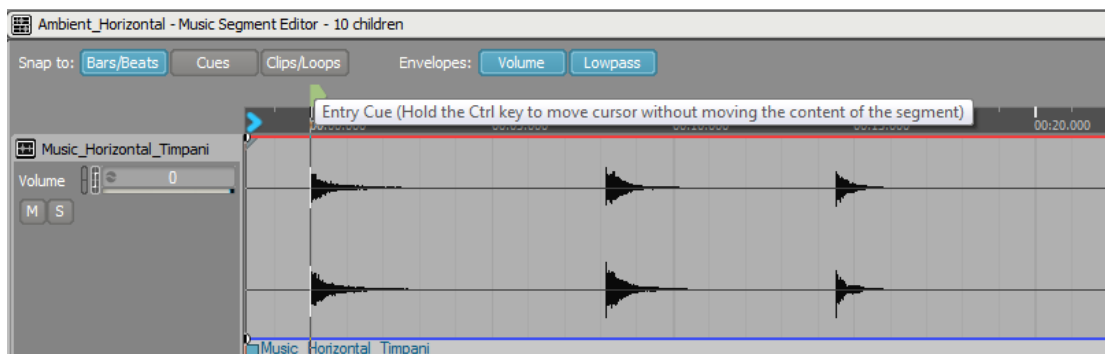 Ambient_Horizontal - Music Segment Editor - 10 children
Snap to: Bars/Beats Cues Clips/Loops Envelopes: Volume Lowpass
Entry Cue (Hold the Ctrl key to move cursor without moving the content of the segment)
00:20.000
Music_Horizontal_Timpani
Volume 0
M S
Music_Horizontal_Timpani